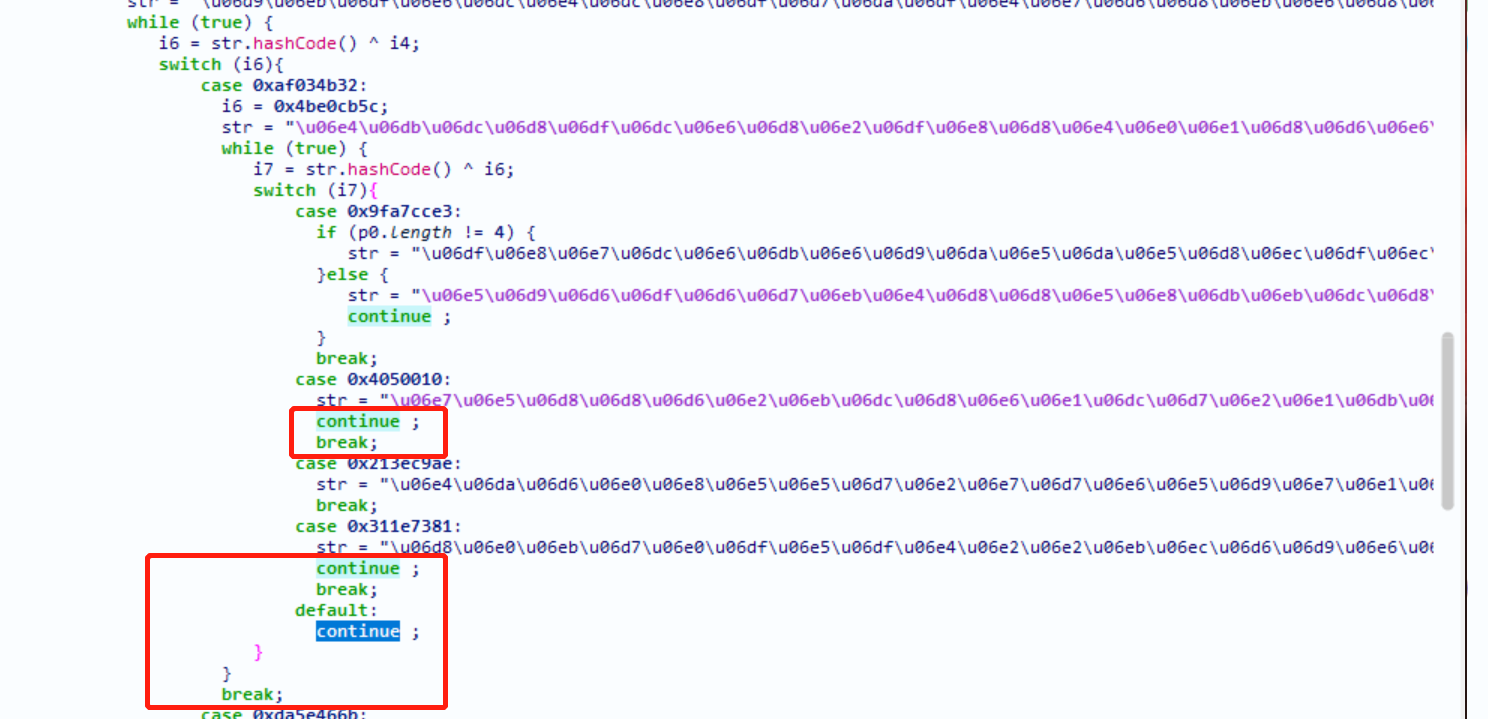 str = "\u06d9\u06eb\u06df\u06e6\u06dc\u06e4\u06dc\u06e8\u06df\u06d7\u06da\u06df\u06e4\u06e7\u06d6\u06d8\u06eb\u06e6\u06d8\u06
while (true) {
i6 = str.hashCode() ^ i4;
switch (i6){
case 0xaf034b32:
i6 = 0x4be0cb5c;
str = "\u06e4\u06db\u06dc\u06d8\u06df\u06dc\u06e6\u06d8\u06e2\u06df\u06e8\u06d8\u06e4\u06e0\u06e1\u06d8\u06d6\u06e6\
while (true) {
i7 = str.hashCode() ^ i6;
switch (i7){
case 0x9fa7cce3:
if (p0.length != 4) {
str = "\u06df\u06e8\u06e7\u06dc\u06e6\u06db\u06e6\u06d9\u06da\u06e5\u06da\u06e5\u06d8\u06ec\u06df\u06ec\
}else {
str = "\u06e5\u06d9\u06d6\u06df\u06d6\u06d7\u06eb\u06e4\u06d8\u06d8\u06e5\u06e8\u06db\u06eb\u06dc\u06d8\
continue ;
}
break;
case 0x4050010:
str = "\u06e7\u06e5\u06d8\u06d8\u06d6\u06e2\u06eb\u06dc\u06d8\u06e6\u06e1\u06dc\u06d7\u06e2\u06e1\u06db\u06
continue ;
break;
case 0x213ec9ae:
str = "\u06e4\u06da\u06d6\u06e0\u06e8\u06e5\u06e5\u06d7\u06e2\u06e7\u06d7\u06e6\u06e5\u06d9\u06e7\u06e1\u06
break;
case 0x311e7381:
str = "\u06d8\u06e0\u06eb\u06d7\u06e0\u06df\u06e5\u06df\u06e4\u06e2\u06e2\u06eb\u06ec\u06d6\u06d9\u06e6\u06
continue ;
break;
default:
continue ;
}
}
break;
case 0xda5e466b: